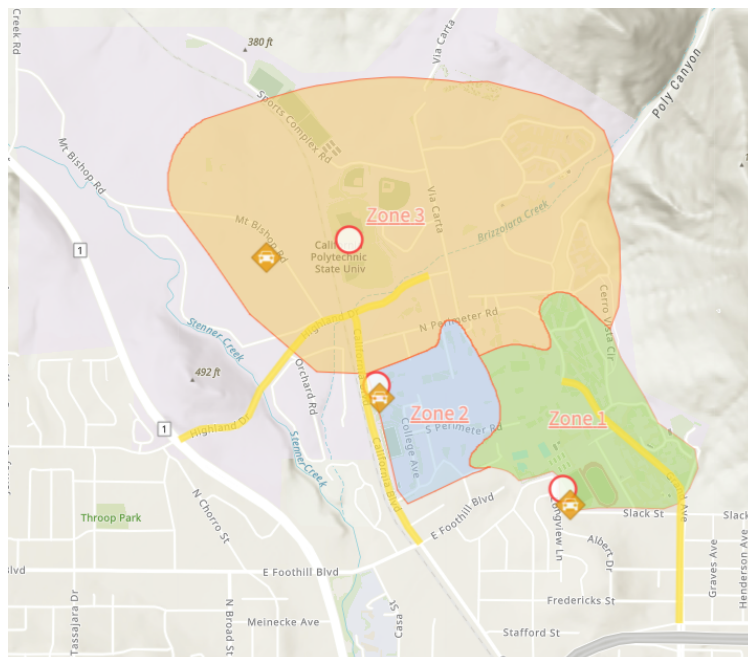 Creek Rd
380 ft
Via Carta
Poly Canyon
Sports Complex Rd
Mt Bishop Rd
Mt Bishop Rd
Zone 3
Via Carta
Brizzolara Creek
1
Polytechnic
State Univ
Cerro Vista Cir
Stenner Creek
Highland Dr
N Perimeter Rd
492 ft
Orchard Rd
Zone 2
Zone 1
College Ave
S Perimeter Rd
1
Highland Dr
Stenner Creek
California Blvd
N Chorro St
E Foothill Blvd
Throop Park
Longview Ln
Slack St
Slack
Albert Dr
Graves Ave
Henderson Ave
Blvd
E Foothill Blvd
Tassajara Dr
N Broad St
Meinecke Ave
Casa St
Fredericks St
Stafford St